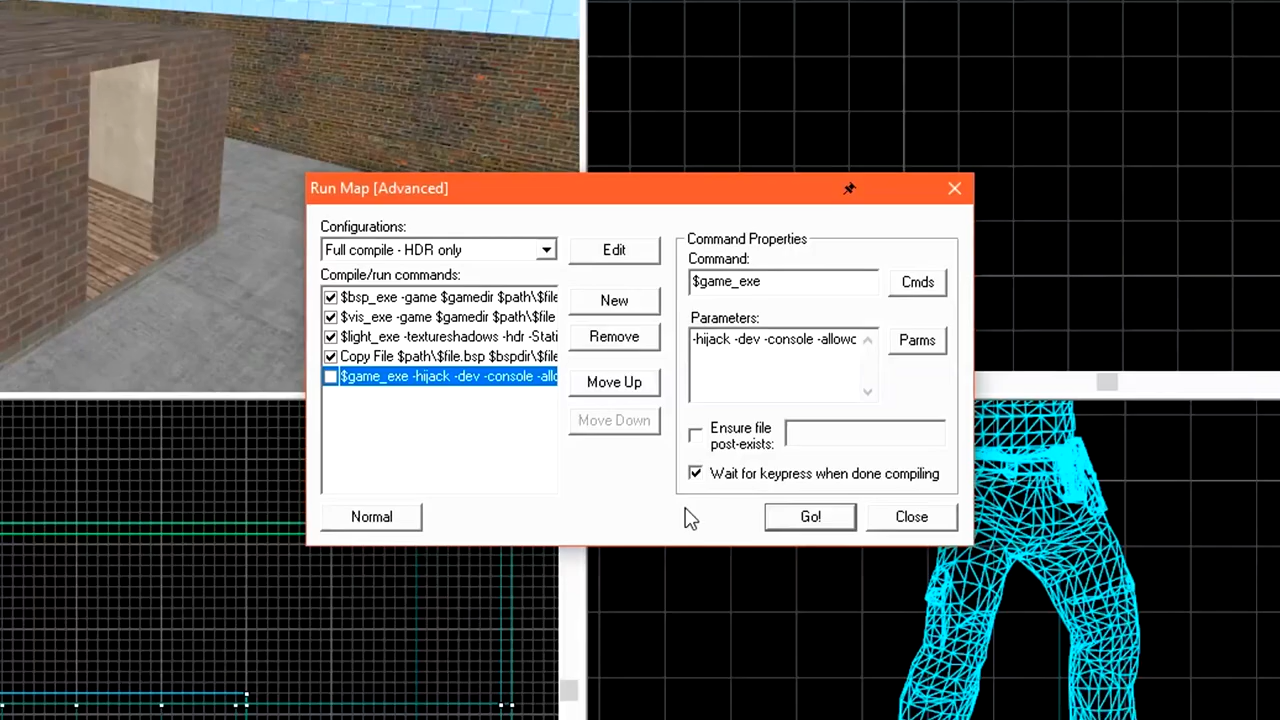 Run Map [Advanced]
Configurations:
Full compile - HDR only
Edit
Compile/run commands:
$bsp_exe -game $gamedir $path\$file
$vis_exe -game $gamedir $path\$file
$light_exe -textureshadows -hdr -Stati
Copy File $path\$file.bsp $bspdir\$file
$game_exe -hijack -dev -console -allo
New
Remove
Move Up
Move Down
Normal
Command Properties
Command:
$game_exe
Cmds
Parameters:
-hijack -dev -console -allowc
Parms
Ensure file
post-exists:
Wait for keypress when done compiling
Go!
Close